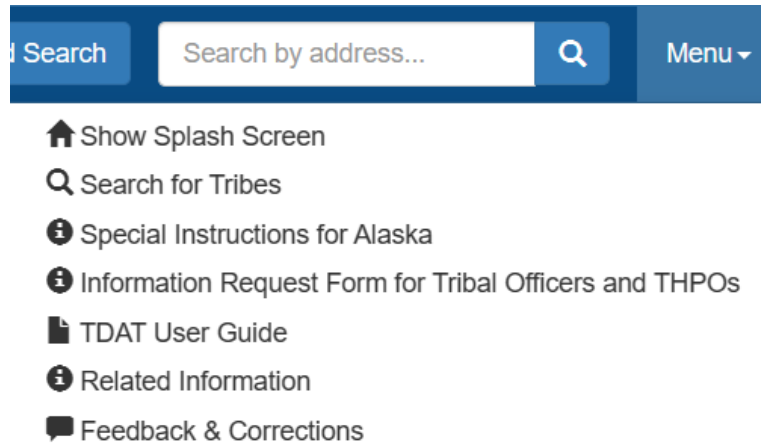 Search Search by address... Menu
Show Splash Screen
Search for Tribes
Special Instructions for Alaska
Information Request Form for Tribal Officers and THPOs
TDAT User Guide
Related Information
Feedback & Corrections